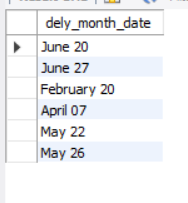 dely_month_date
June 20
June 27
February 20
April 07
May 22
May 26